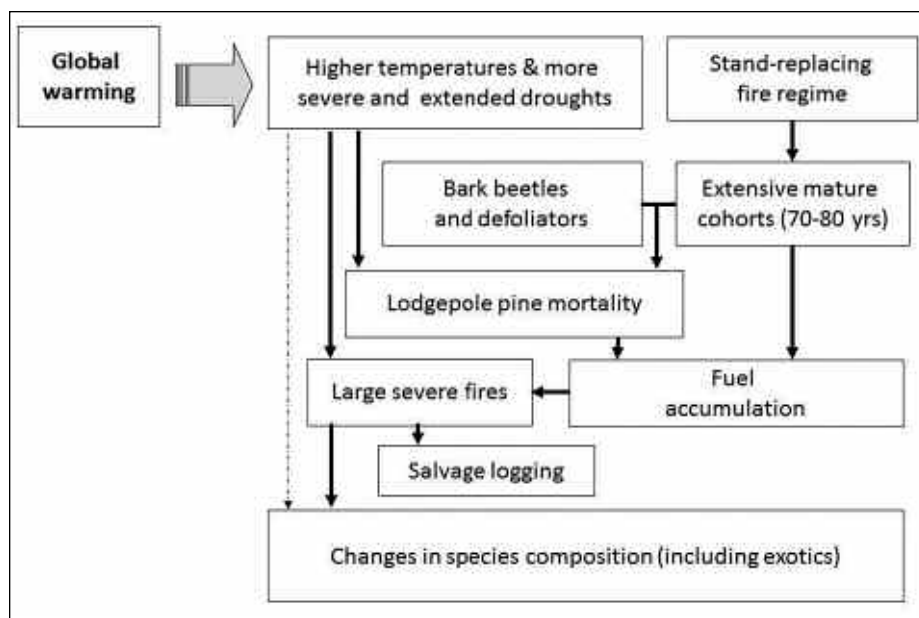 Global
warming
Higher temperatures & more
severe and extended droughts
Stand-replacing
fire regime
Bark beetles
and defoliators
Extensive mature
cohorts (70-80 yrs)
Lodgepole pine mortality
Large severe fires
Fuel
accumulation
Salvage logging
Changes in species composition (including exotics)